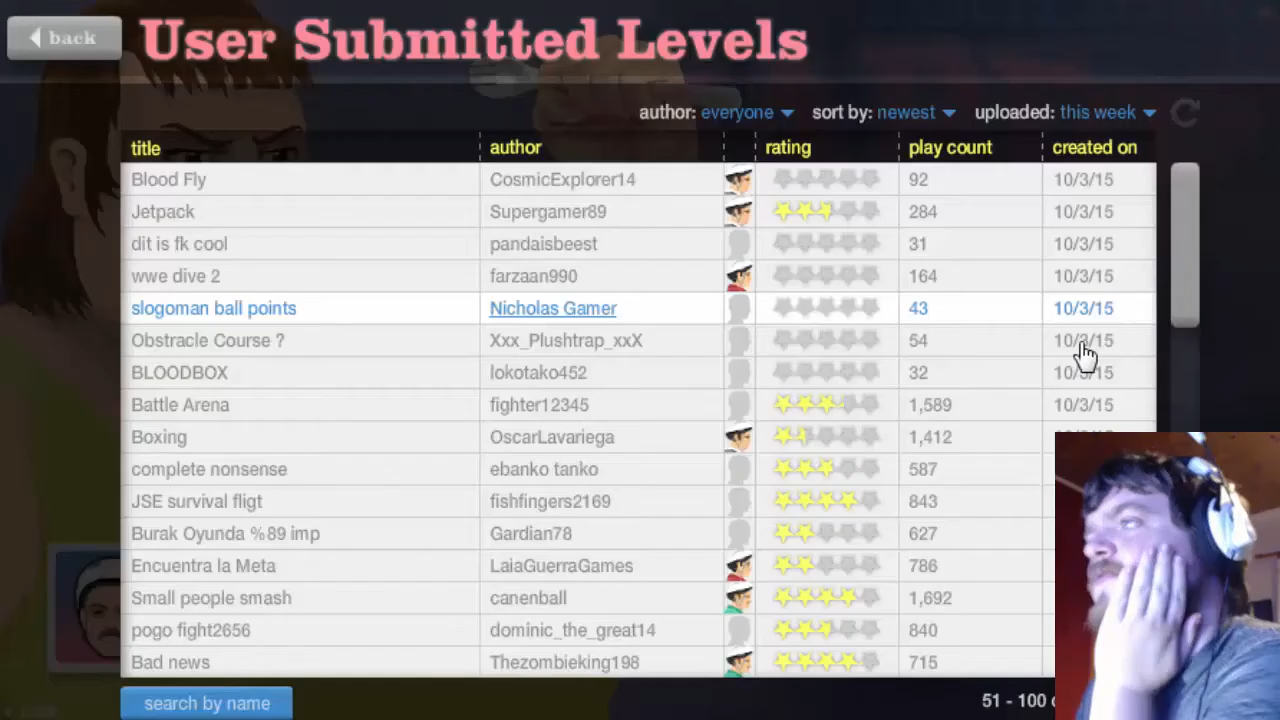 back
User Submitted Levels
author: everyone sort by: newest uploaded: this week
title author rating play count created on
Blood Fly CosmicExplorer14 92 10/3/15
Jetpack Supergamer89 284 10/3/15
dit is fk cool pandaisbeest 31 10/3/15
wwe dive 2 farzaan990 164 10/3/15
slogoman ball points Nicholas Gamer 43 10/3/15
Obstracle Course ? Xxx_Plushtrap_xxX 54 10/3/15
BLOODBOX lokotako452 32 10/3/15
Battle Arena fighter12345 1,589 10/3/15
Boxing OscarLavariega 1,412
complete nonsense ebanko tanko 587
JSE survival fligt fishfingers2169 843
Burak Oyunda %89 imp Gardian78 627
Encuentra la Meta LaiaGuerraGames 786
Small people smash canenball 1,692
pogo fight2656 dominic_the_great14 840
Bad news Thezombieking198 715
search by name 51 - 100